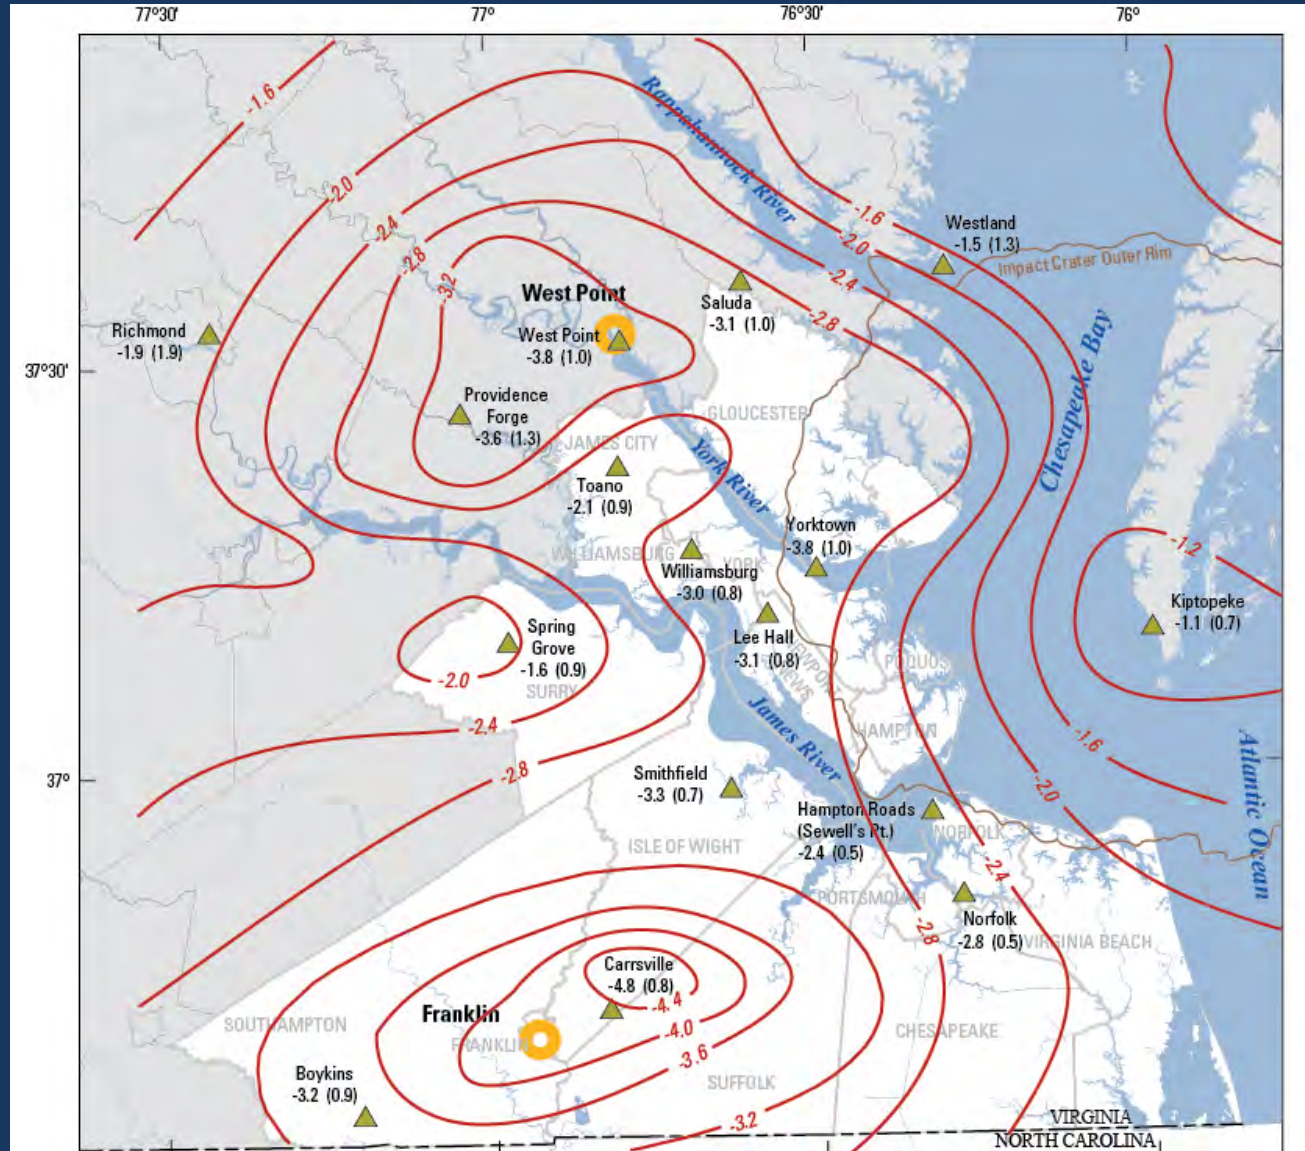 77°30'
77°
76°30'
76°
-1.6
Rappahannock River
-2.0
-2.4
-1.6
-2.0
Westland
-1.5 (1.3)
Impact Crater Outer Rim
-2.8
-3.2
-2.4
West Point
Saluda
-3.1 (1.0)
-2.8
Richmond
-1.9 (1.9)
West Point
-3.8 (1.0)
37°30'
Chesapeake Bay
Providence
Forge
-3.6 (1.3)
GLOUCESTER
JAMES CITY
York River
Toano
-2.1 (0.9)
Yorktown
-3.8 (1.0)
-1.2
WILLIAMSBURG
YORK
Williamsburg
-3.0 (0.8)
Kiptopeke
-1.1 (0.7)
Spring
Grove
-1.6 (0.9)
Lee Hall
-3.1 (0.8)
NEWPORT
NEWS
POQUOSON
-2.0
SURRY
-2.4
James River
HAMPTON
-1.6
Atlantic Ocean
-2.8
37°
Smithfield
-3.3 (0.7)
-2.0
Hampton Roads
(Sewell's Pt.)
-2.4 (0.5)
NORFOLK
ISLE OF WIGHT
-2.4
PORTSMOUTH
Norfolk
-2.8 (0.5)
-2.8
VIRGINIA BEACH
Carrsville
-4.8 (0.8)
-4.4
Franklin
SOUTHAMPTON
FRANKLIN
-4.0
CHESAPEAKE
-3.6
Boykins
-3.2 (0.9)
SUFFOLK
-3.2
VIRGINIA
NORTH CAROLINA